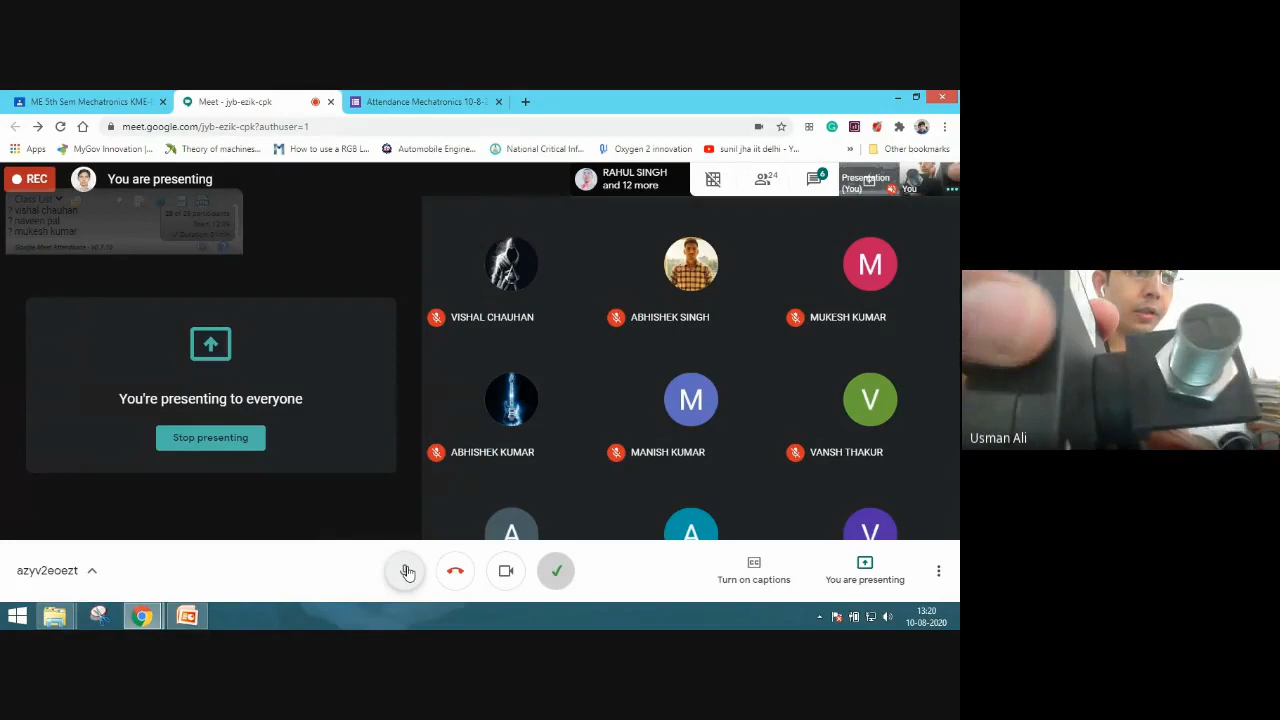 ME 5th Sem Mechatronics KME-
Meet - jyb-ezik-cpk
Attendance Mechatronics 10-8-2
meet.google.com/jyb-ezik-cpk?authuser=1
Apps
MyGov Innovation |...
Theory of machines...
How to use a RGB L...
Automobile Engine...
National Critical Inf...
Oxygen 2 innovation
sunil jha iit delhi - Y...
Other bookmarks
REC
You are presenting
RAHUL SINGH
and 12 more
24
6
Presentation
(You)
You
Class List
? vishal chauhan
? naveen pal
? mukesh kumar
VISHAL CHAUHAN
ABHISHEK SINGH
M
MUKESH KUMAR
You're presenting to everyone
Stop presenting
ABHISHEK KUMAR
M
MANISH KUMAR
V
VANSH THAKUR
A
A
V
Usman Ali
azyv2eoezt
Turn on captions
You are presenting
13:20
10-08-2020